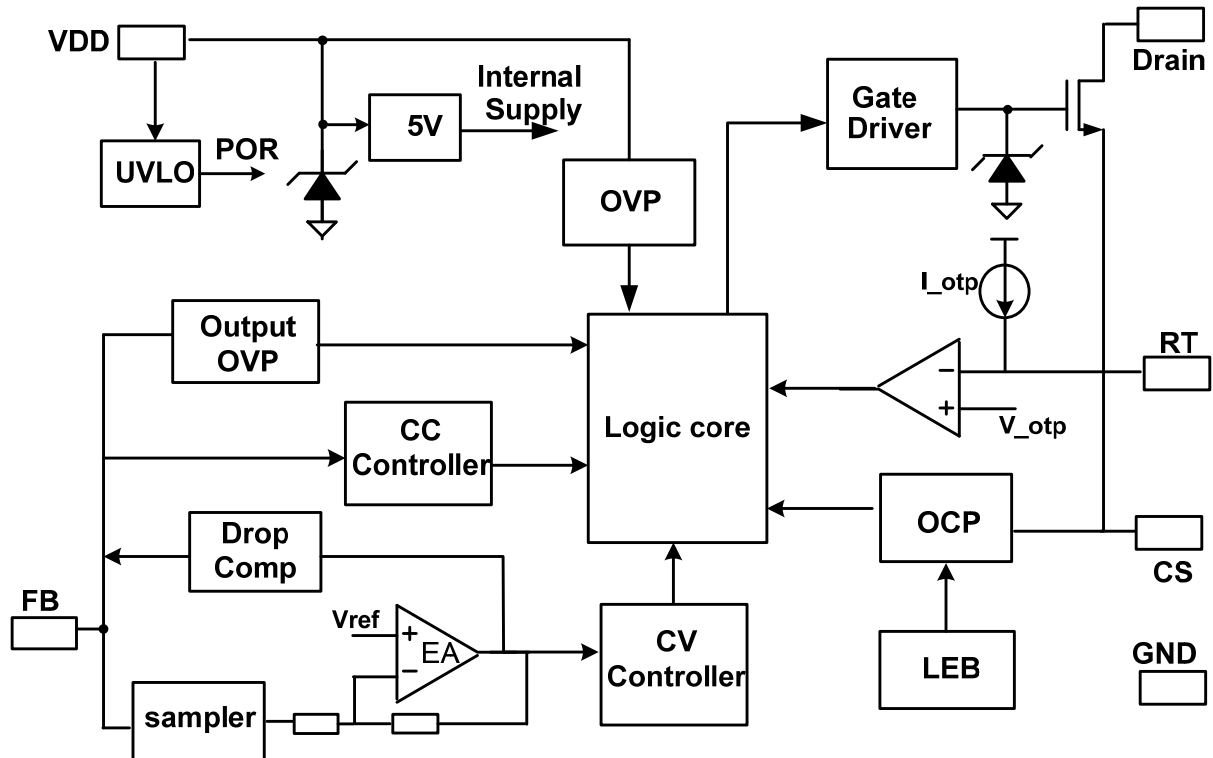 VDD
Drain
Internal
Supply
5V
Gate
Driver
POR
UVLO
OVP
I_otp
Output
OVP
RT
−
+
V_otp
CC
Controller
Logic core
OCP
Drop
Comp
CS
FB
Vref
+
EA
−
CV
Controller
LEB
GND
sampler